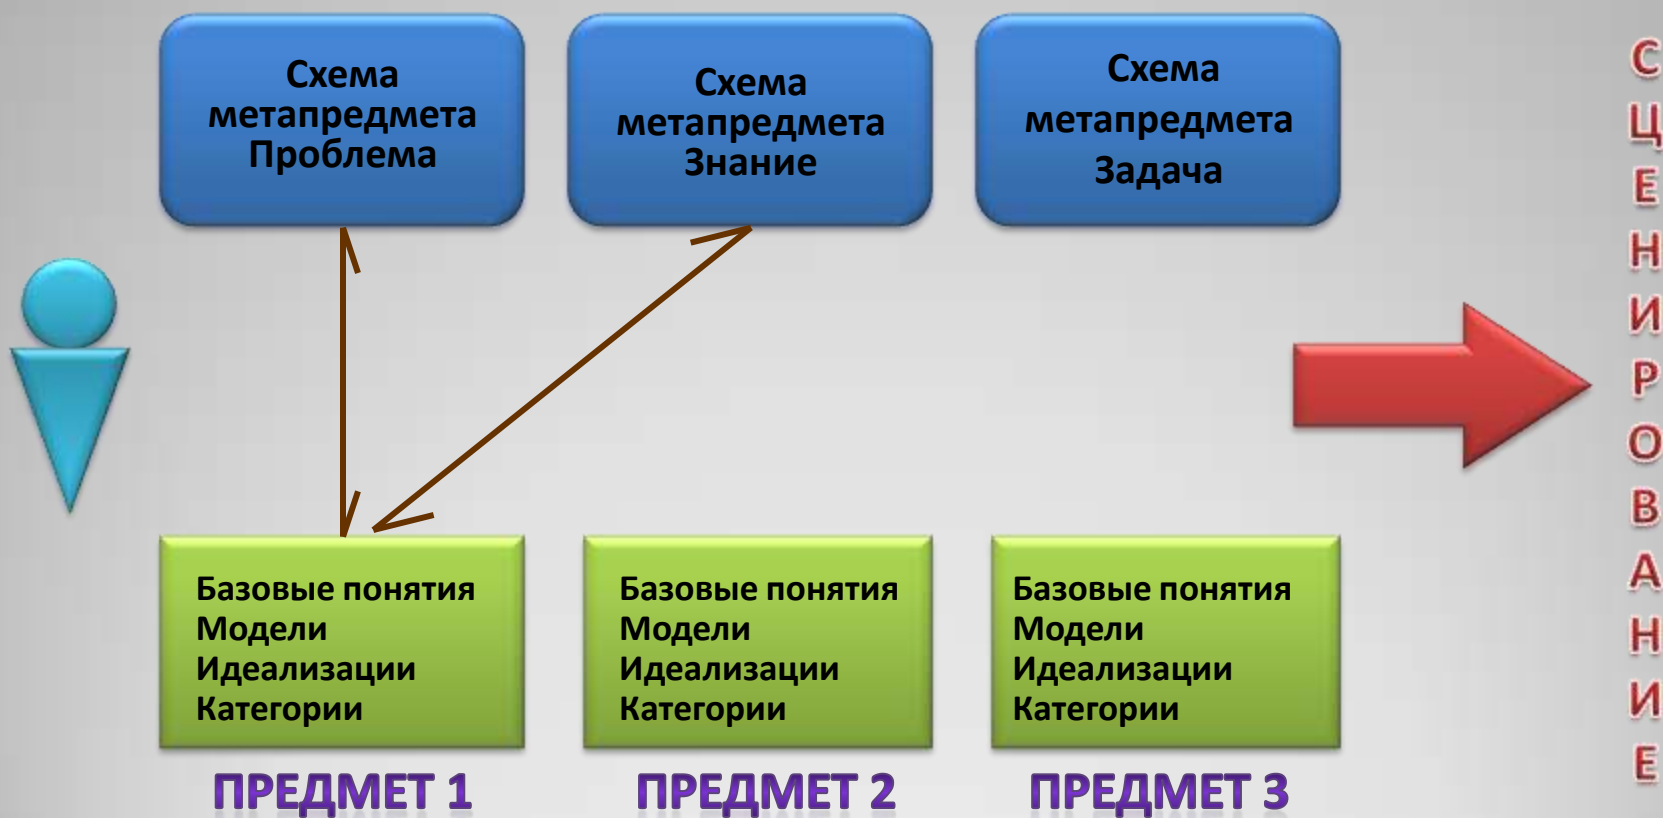 Схема
метапредмета
Проблема
Схема
метапредмета
Знание
Схема
метапредмета
Задача
Базовые понятия
Модели
Идеализации
Категории
ПРЕДМЕТ 1
Базовые понятия
Модели
Идеализации
Категории
ПРЕДМЕТ 2
Базовые понятия
Модели
Идеализации
Категории
ПРЕДМЕТ 3
СЦЕНИРОВАНИЕ